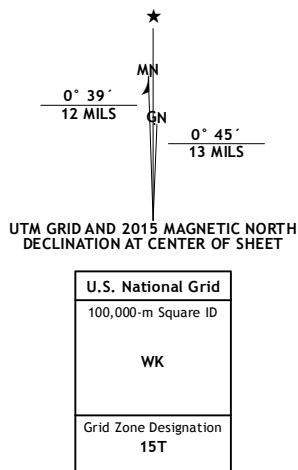 ★
MN
GN
0° 39´
12 MILS
0° 45´
13 MILS
UTM GRID AND 2015 MAGNETIC NORTH
DECLINATION AT CENTER OF SHEET
U.S. National Grid
100,000-m Square ID
WK
Grid Zone Designation
15T